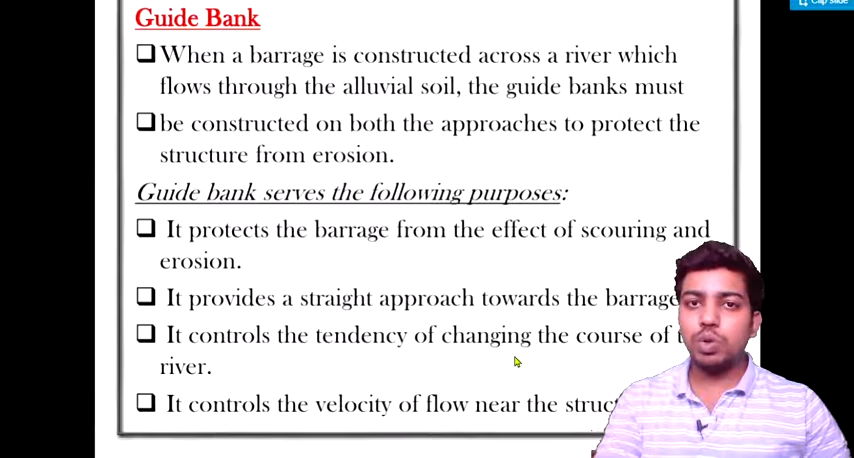 Clip slide
Guide Bank
❑When a barrage is constructed across a river which
flows through the alluvial soil, the guide banks must
❑be constructed on both the approaches to protect the
structure from erosion.
Guide bank serves the following purposes:
❑ It protects the barrage from the effect of scouring and
erosion.
❑ It provides a straight approach towards the barrage
❑ It controls the tendency of changing the course of
river.
❑ It controls the velocity of flow near the